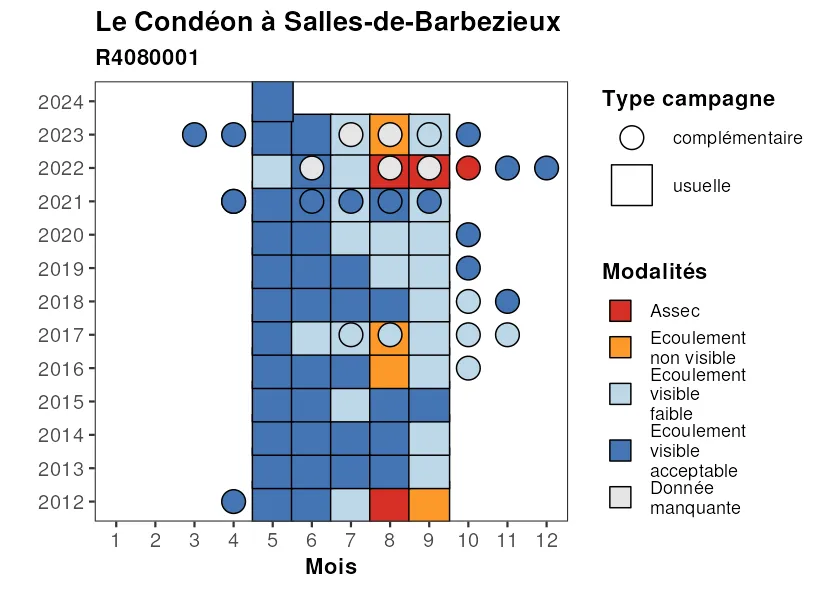 Le Condéon à Salles-de-Barbezieux
R4080001
2024
2023
2022
2021
2020
2019
2018
2017
2016
2015
2014
2013
2012
1 2 3 4 5 6 7 8 9 10 11 12
Mois
Type campagne
complémentaire
usuelle
Modalités
Assec
Ecoulement
non visible
Ecoulement
visible
faible
Ecoulement
visible
acceptable
Donnée
manquante